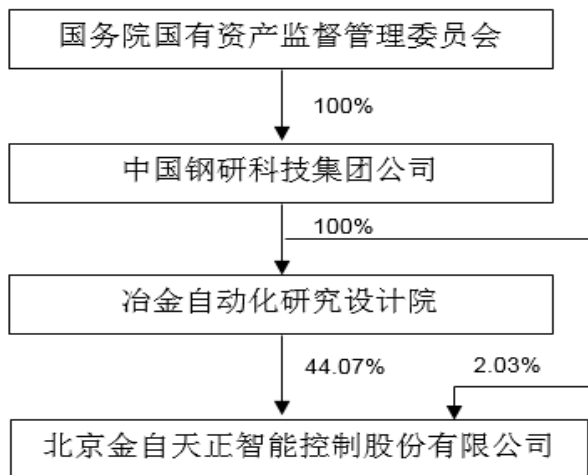 国务院国有资产监督管理委员会
100%
中国钢研科技集团公司
100%
冶金自动化研究设计院
44.07%
2.03%
北京金自天正智能控制股份有限公司